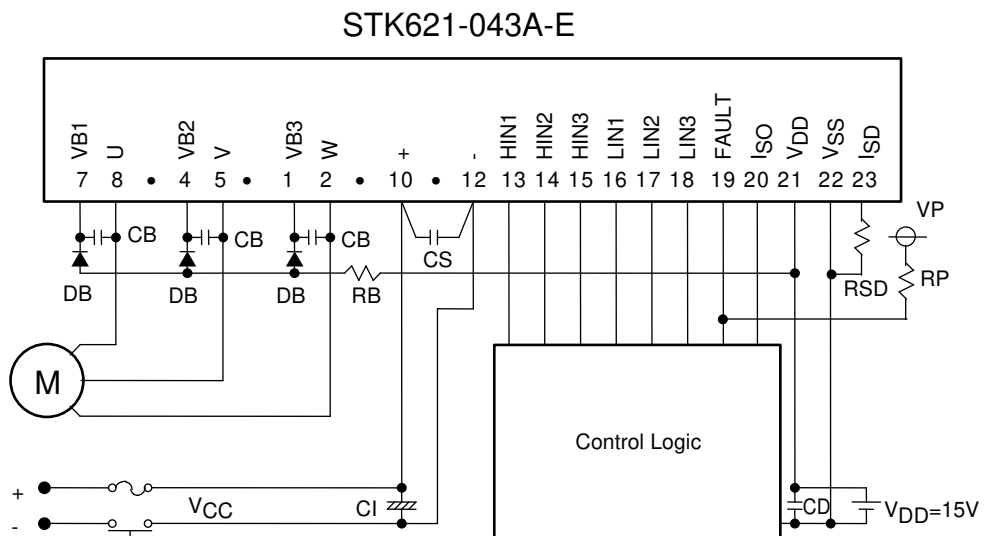 STK621-043A-E
VB1 U VB2 V VB3 W + - HIN1 HIN2 HIN3 LIN1 LIN2 LIN3 FAULT ISO VDD VSS ISD
7 8 • 4 5 • 1 2 • 10 • 12 13 14 15 16 17 18 19 20 21 22 23
VP
CB CB CB CS
DB DB DB RB RSD RP
M
Control Logic
+ VCC CI CD VDD=15V
-